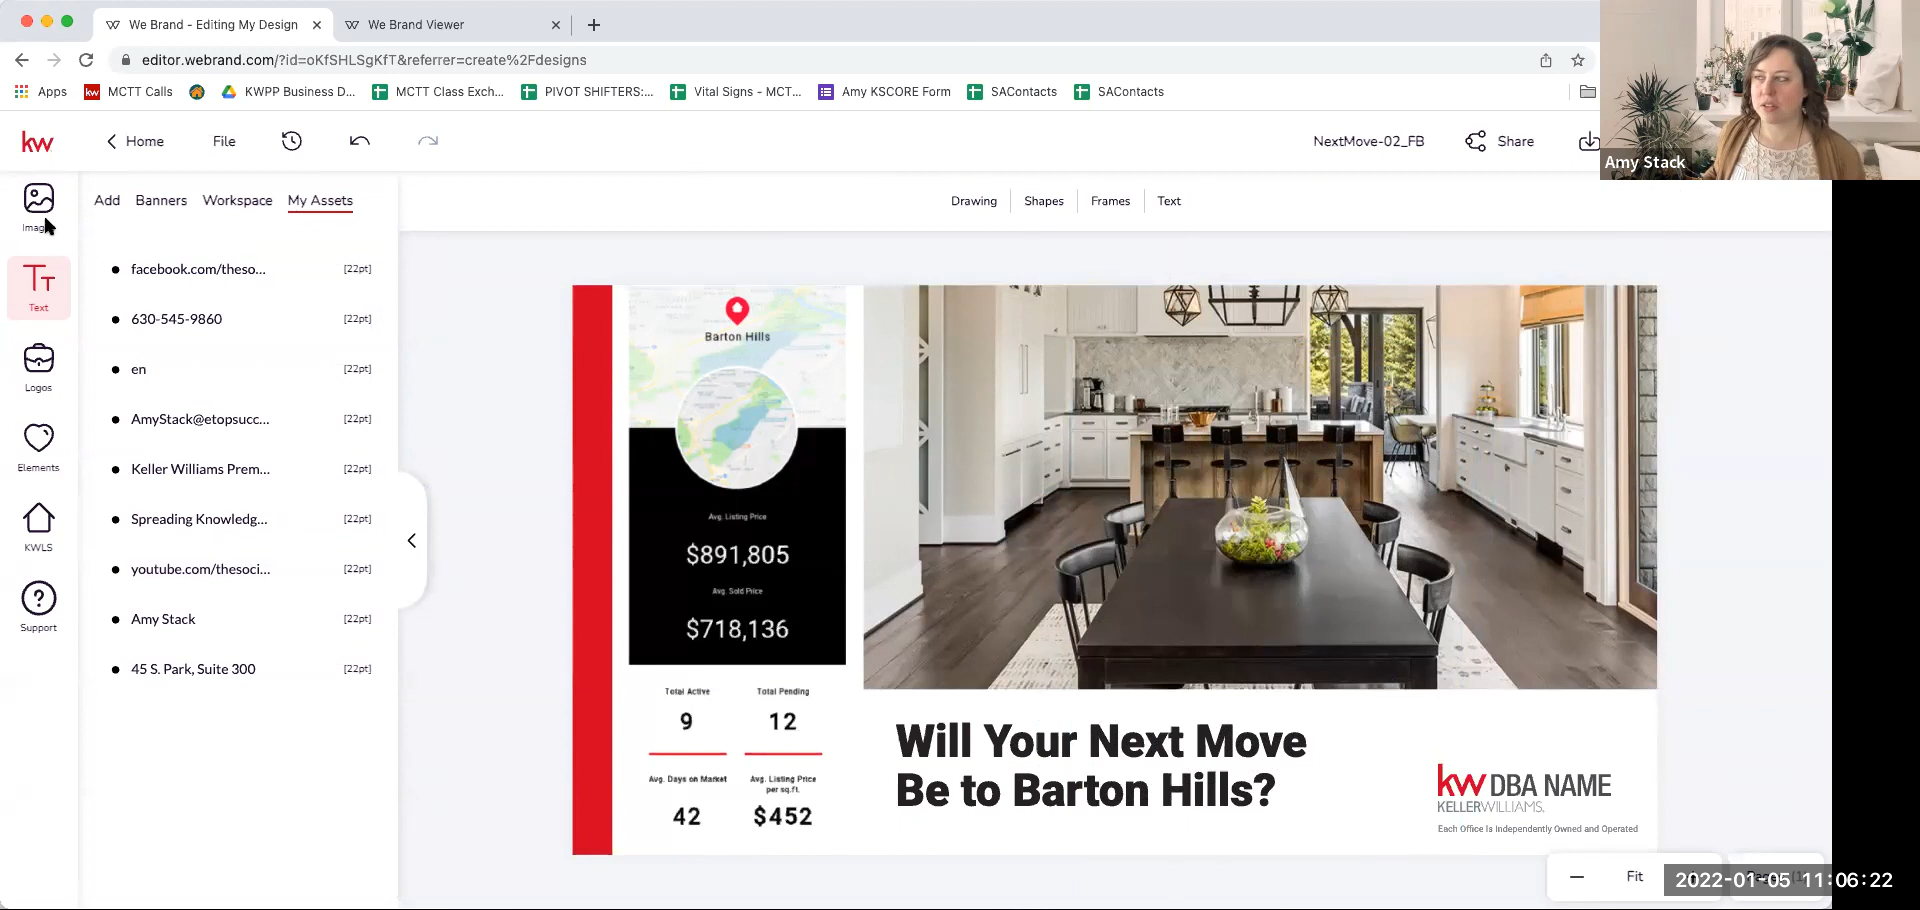 We Brand - Editing My Design
We Brand Viewer
editor.webrand.com/?id=oKfSHLSgKfT&referrer=create%2Fdesigns
Apps
kw
MCTT Calls
KWPP Business D...
MCTT Class Exch...
PIVOT SHIFTERS:...
Vital Signs - MCT...
Amy KSCORE Form
SAContacts
SAContacts
kw
Home
File
NextMove-02_FB
Share
Amy Stack
Add
Banners
Workspace
My Assets
Drawing
Shapes
Frames
Text
Text
Logos
Elements
KWLS
Support
facebook.com/theso...
[22pt]
630-545-9860
[22pt]
en
[22pt]
AmyStack@etopsucc...
[22pt]
Keller Williams Prem...
[22pt]
Spreading Knowledg...
[22pt]
youtube.com/thesoci...
[22pt]
Amy Stack
[22pt]
45 S. Park, Suite 300
[22pt]
Barton Hills
Avg. Listing Price
$891,805
Avg. Sold Price
$718,136
Total Active
9
Total Pending
12
Avg. Days on Market
42
Avg. Listing Price
per sq.ft.
$452
Will Your Next Move
Be to Barton Hills?
kw DBA NAME
KELLERWILLIAMS.
Each Office Is Independently Owned and Operated
Fit
2022-01-05 11:06:22